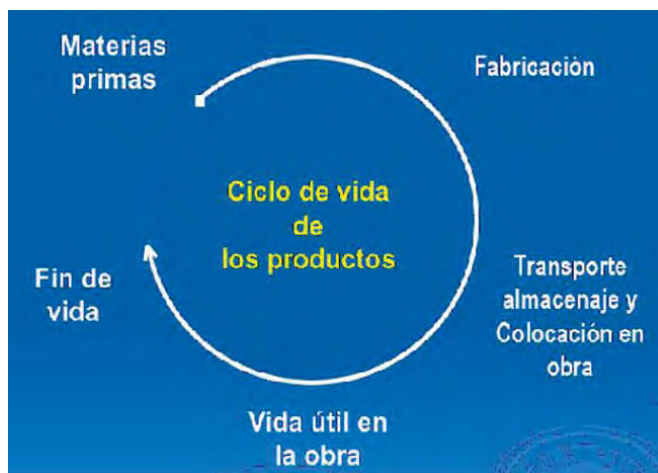 Materias
primas
Fabricación
Ciclo de vida
de
los productos
Transporte
almacenaje y
Colocación en
obra
Vida útil en
la obra
Fin de
vida